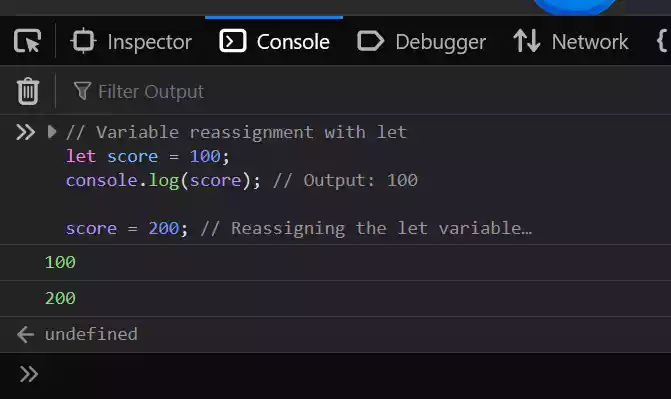 Inspector Console Debugger Network {
Filter Output
>> // Variable reassignment with let
let score = 100;
console.log(score); // Output: 100
score = 200; // Reassigning the let variable…
100
200
undefined
>>